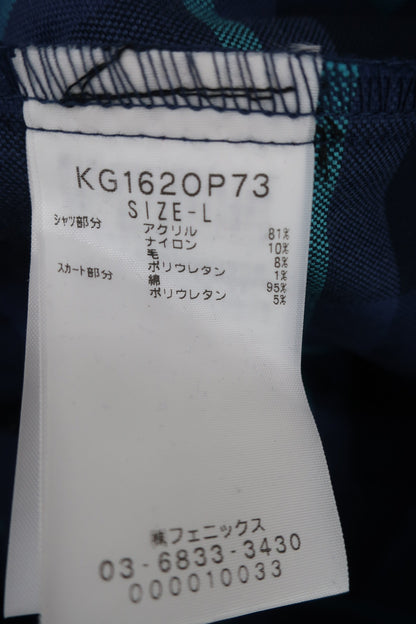 KG1620P73
SIZE-L
シャツ部分 アクリル 81%
ナイロン 10%
毛 8%
ポリウレタン 1%
スカート部分 綿 95%
ポリウレタン 5%
㈱フェニックス
03-6833-3430
000010033